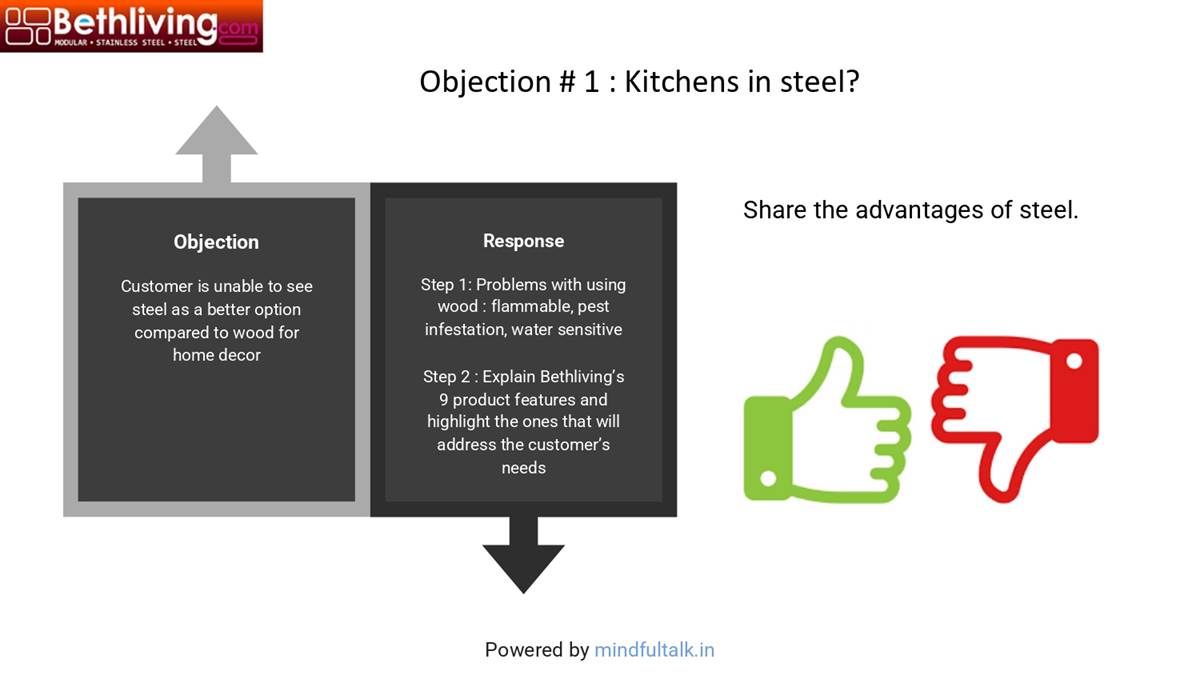 Bethliving.com
MODULAR • STAINLESS STEEL • STEEL
Objection # 1 : Kitchens in steel?
Objection
Customer is unable to see
steel as a better option
compared to wood for
home decor
Response
Step 1: Problems with using
wood : flammable, pest
infestation, water sensitive
Step 2 : Explain Bethliving’s
9 product features and
highlight the ones that will
address the customer’s
needs
Share the advantages of steel.
Powered by mindfultalk.in